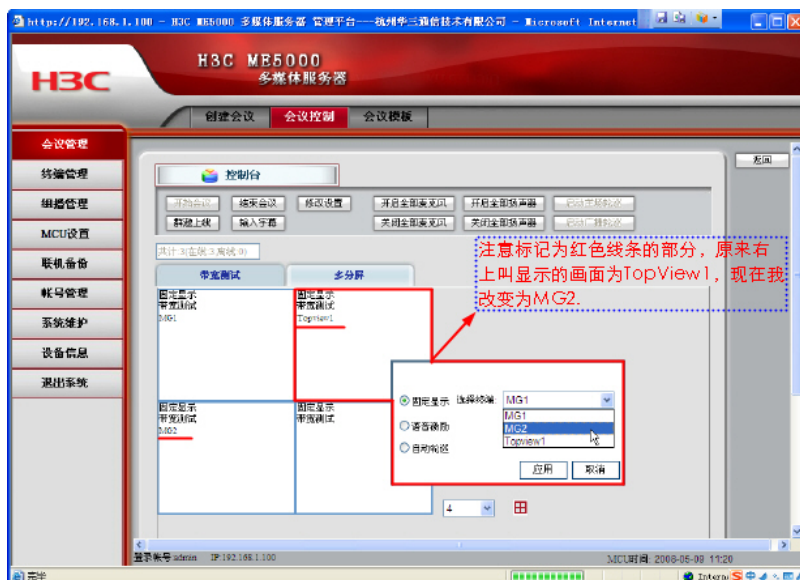 http://192.168.1.100 - H3C ME5000 多媒体服务器 管理平台---杭州华三通信技术有限公司 - Microsoft Internet
H3C
H3C ME5000
多媒体服务器
创建会议 会议控制 会议模板
会议管理
终端管理
组播管理
MCU设置
联机备份
帐号管理
系统维护
设备信息
退出系统
返回
控制台
开始会议 结束会议 修改设置 开启全部麦克风 开启全部扬声器 启动主场轮巡
群邀上线 输入字幕 关闭全部麦克风 关闭全部扬声器 启动广播轮巡
共计:3(在线:3,离线:0)
带宽测试 多分屏
注意标记为红色线条的部分，原来右
上叫显示的画面为TopView1，现在我
改变为MG2.
固定显示
带宽测试
MG1
固定显示
带宽测试
Topview1
固定显示
带宽测试
MG2
固定显示
带宽测试
固定显示 选择终端: MG1
MG1
MG2
Topview1
语音激励
自动轮巡
应用 取消
4
登录帐号:admin IP:192.168.1.100
MCU时间: 2008-05-09 11:20
完毕
Intern